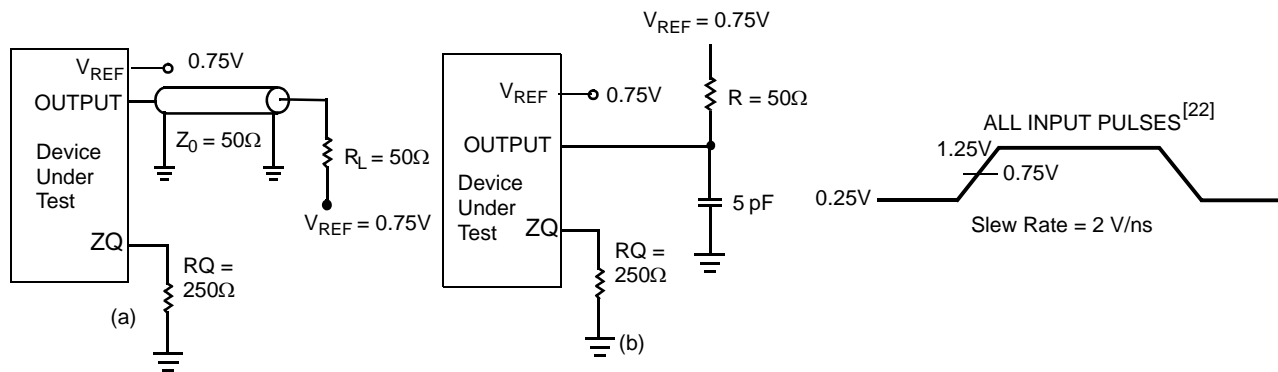 V_REF 0.75V
OUTPUT
Z_0 = 50Ω
Device
Under
Test
R_L = 50Ω
V_REF = 0.75V
ZQ
RQ =
250Ω
(a)
V_REF = 0.75V
V_REF 0.75V
R = 50Ω
OUTPUT
Device
Under
Test
5 pF
ZQ
RQ =
250Ω
(b)
ALL INPUT PULSES[22]
1.25V
0.75V
0.25V
Slew Rate = 2 V/ns